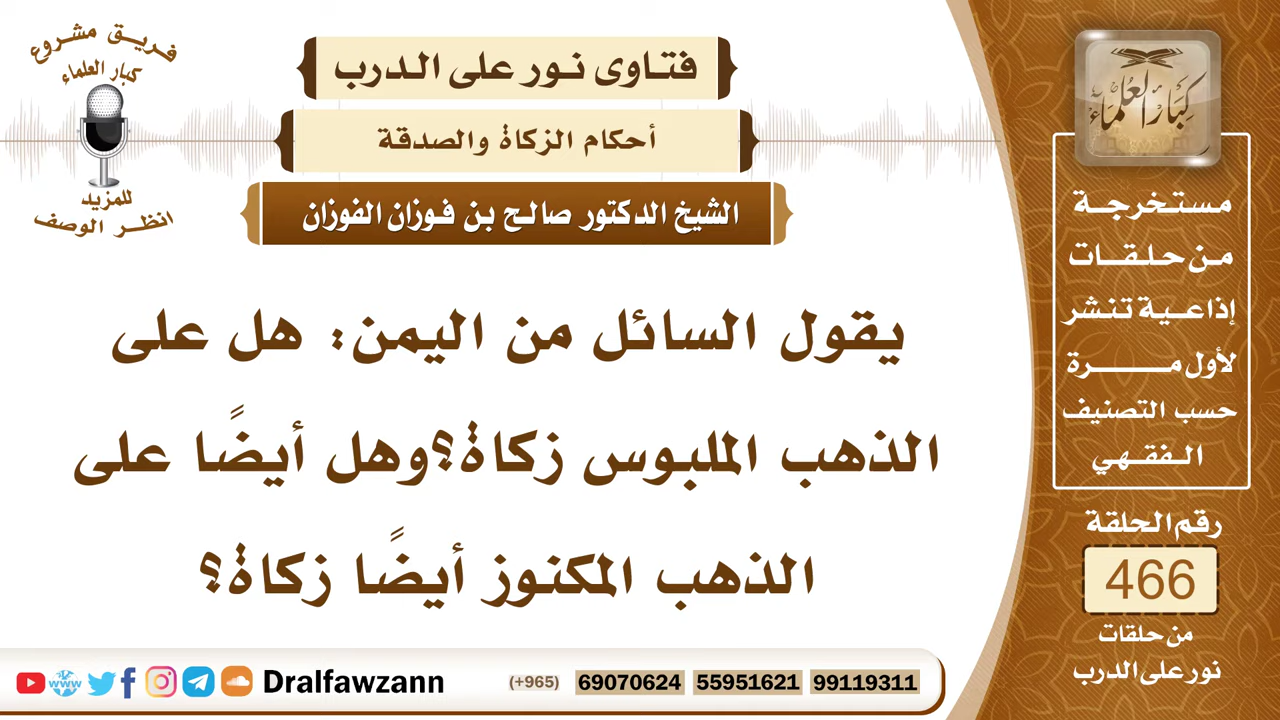 فريق مشروع
كبار العلماء
للمزيد
انظر الوصف
فتاوى نور على الدرب
أحكام الزكاة والصدقة
الشيخ الدكتور صالح بن فوزان الفوزان
يقول السائل من اليمن: هل على
الذهب الملبوس زكاة؟وهل أيضًا على
الذهب المكنوز أيضًا زكاة؟
كبار العلماء
مستخرجة
من حلقات
إذاعية تنشر
لأول مرة
حسب التصنيف
الفقهي
رقم الحلقة
466
من حلقات
نور على الدرب
www
Dralfawzann (+965) 69070624 55951621 99119311